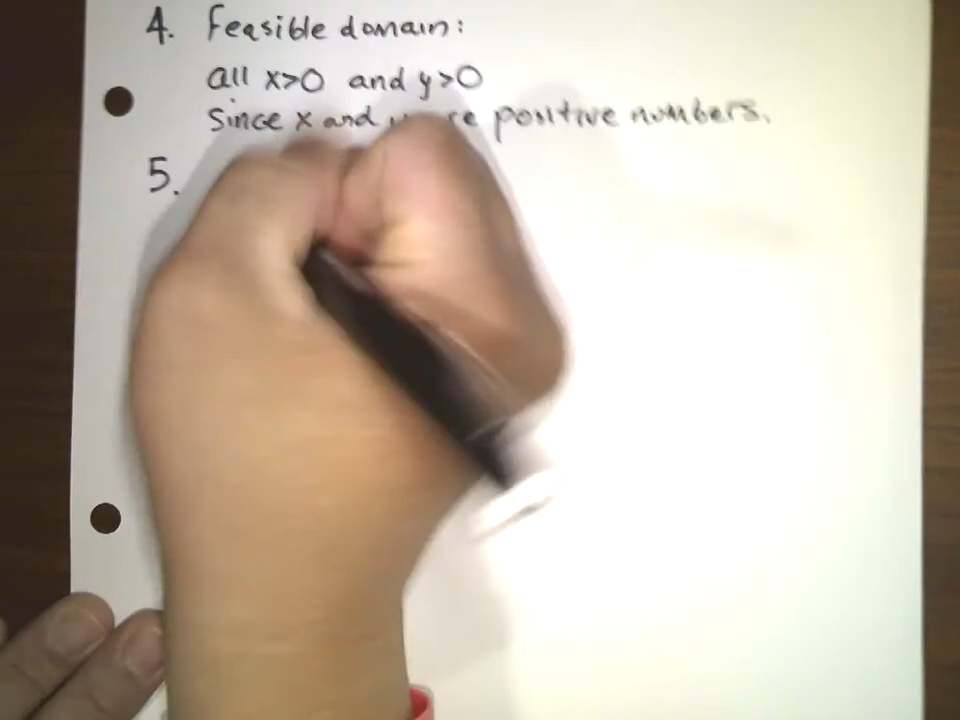 4. Feasible domain:
all x>0 and y>0
Since x and positive numbers.
5.